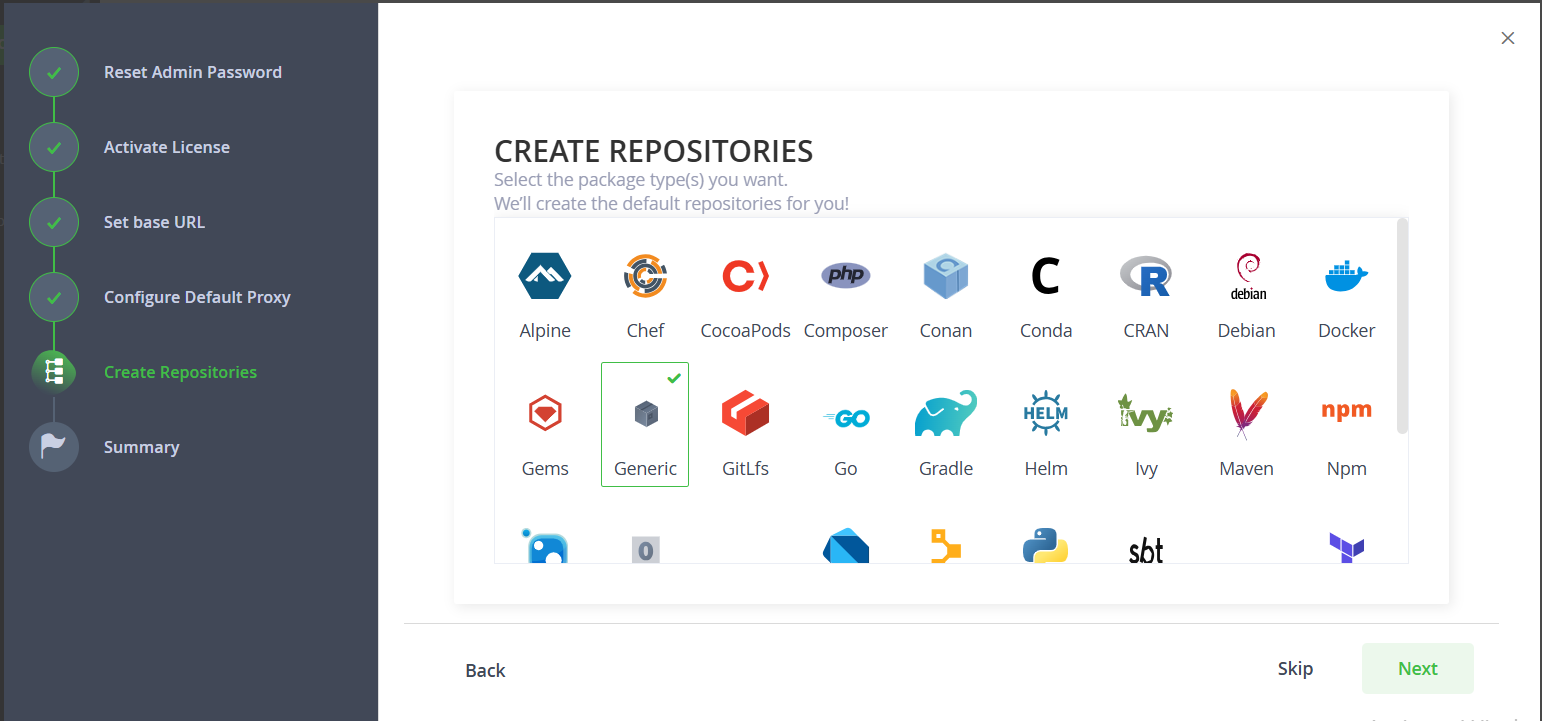 Reset Admin Password
Activate License
Set base URL
Configure Default Proxy
Create Repositories
Summary
CREATE REPOSITORIES
Select the package type(s) you want.
We'll create the default repositories for you!
php
C
R
debian
Alpine
Chef
CocoaPods
Composer
Conan
Conda
CRAN
Debian
Docker
GO
HELM
ivy
npm
Gems
Generic
GitLfs
Go
Gradle
Helm
Ivy
Maven
Npm
0
sbt
Back
Skip
Next